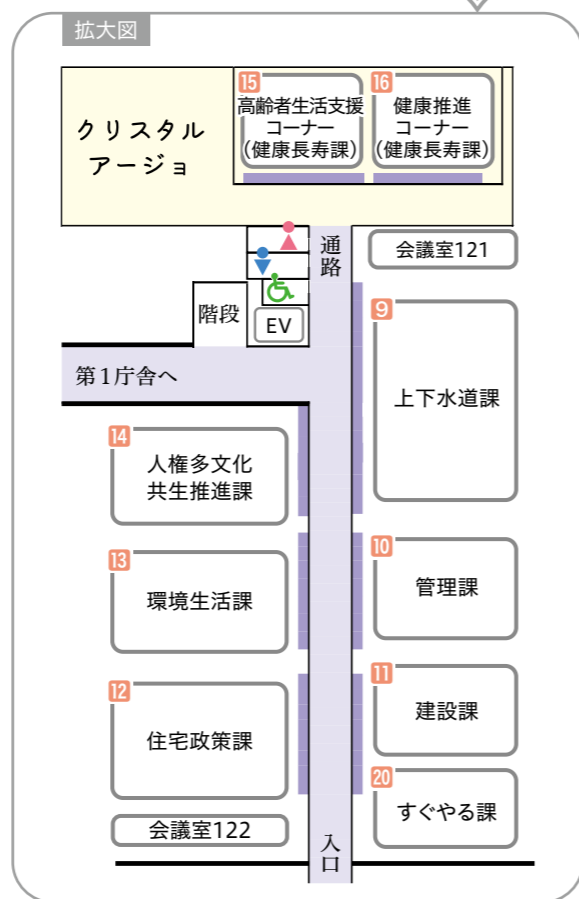 拡大図
クリスタル
アージョ
15
高齢者生活支援
コーナー
(健康長寿課)
16
健康推進
コーナー
(健康長寿課)
通路
会議室121
階段
EV
第1庁舎へ
9
上下水道課
14
人権多文化
共生推進課
10
管理課
13
環境生活課
11
建設課
12
住宅政策課
20
すぐやる課
会議室122
入口